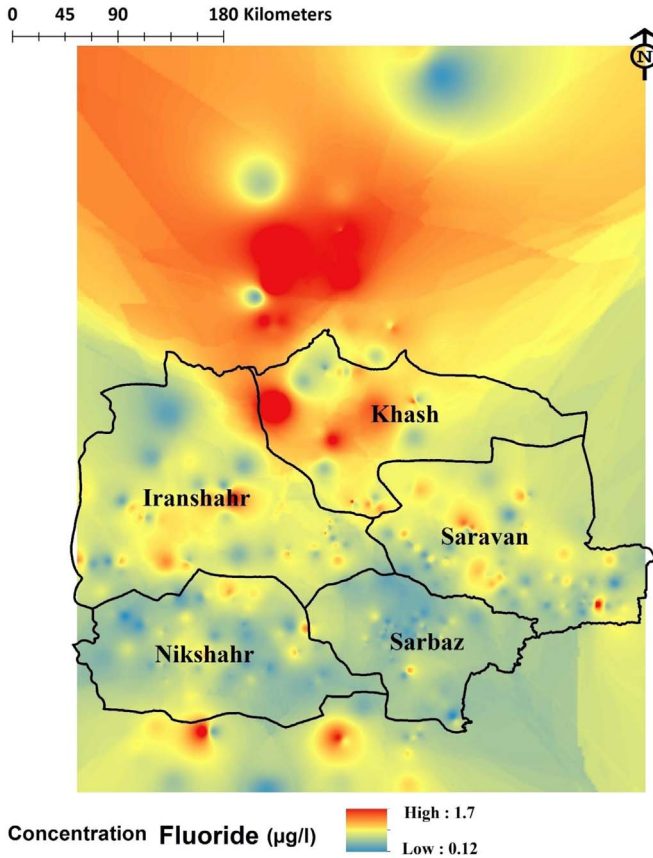 0 45 90 180 Kilometers
N
Khash
Iranshahr
Saravan
Nikshahr
Sarbaz
Concentration Fluoride (µg/l)
High : 1.7
Low : 0.12